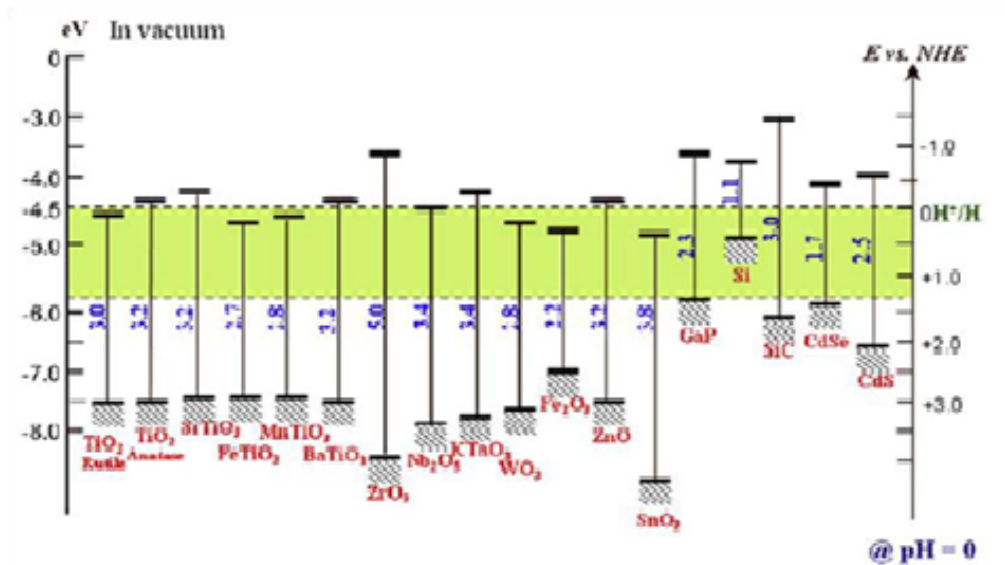 eV In vacuum
E vs. NHE
0
-3.0
-4.0
-4.5
-5.0
-6.0
-7.0
-8.0
-1.0
0 H⁺/H
+1.0
+2.0
+3.0
3.0
3.2
3.2
2.7
3.2
5.0
3.4
3.4
2.2
3.2
3.8
2.3
1.1
3.0
1.7
2.5
TiO₂
Rutile
TiO₂
Anatase
SrTiO₃
FeTiO₃
MnTiO₃
BaTiO₃
ZrO₂
Nb₂O₅
KTaO₃
WO₃
Fe₂O₃
ZnO
SnO₂
GaP
Si
SiC
CdSe
CdS
@ pH = 0